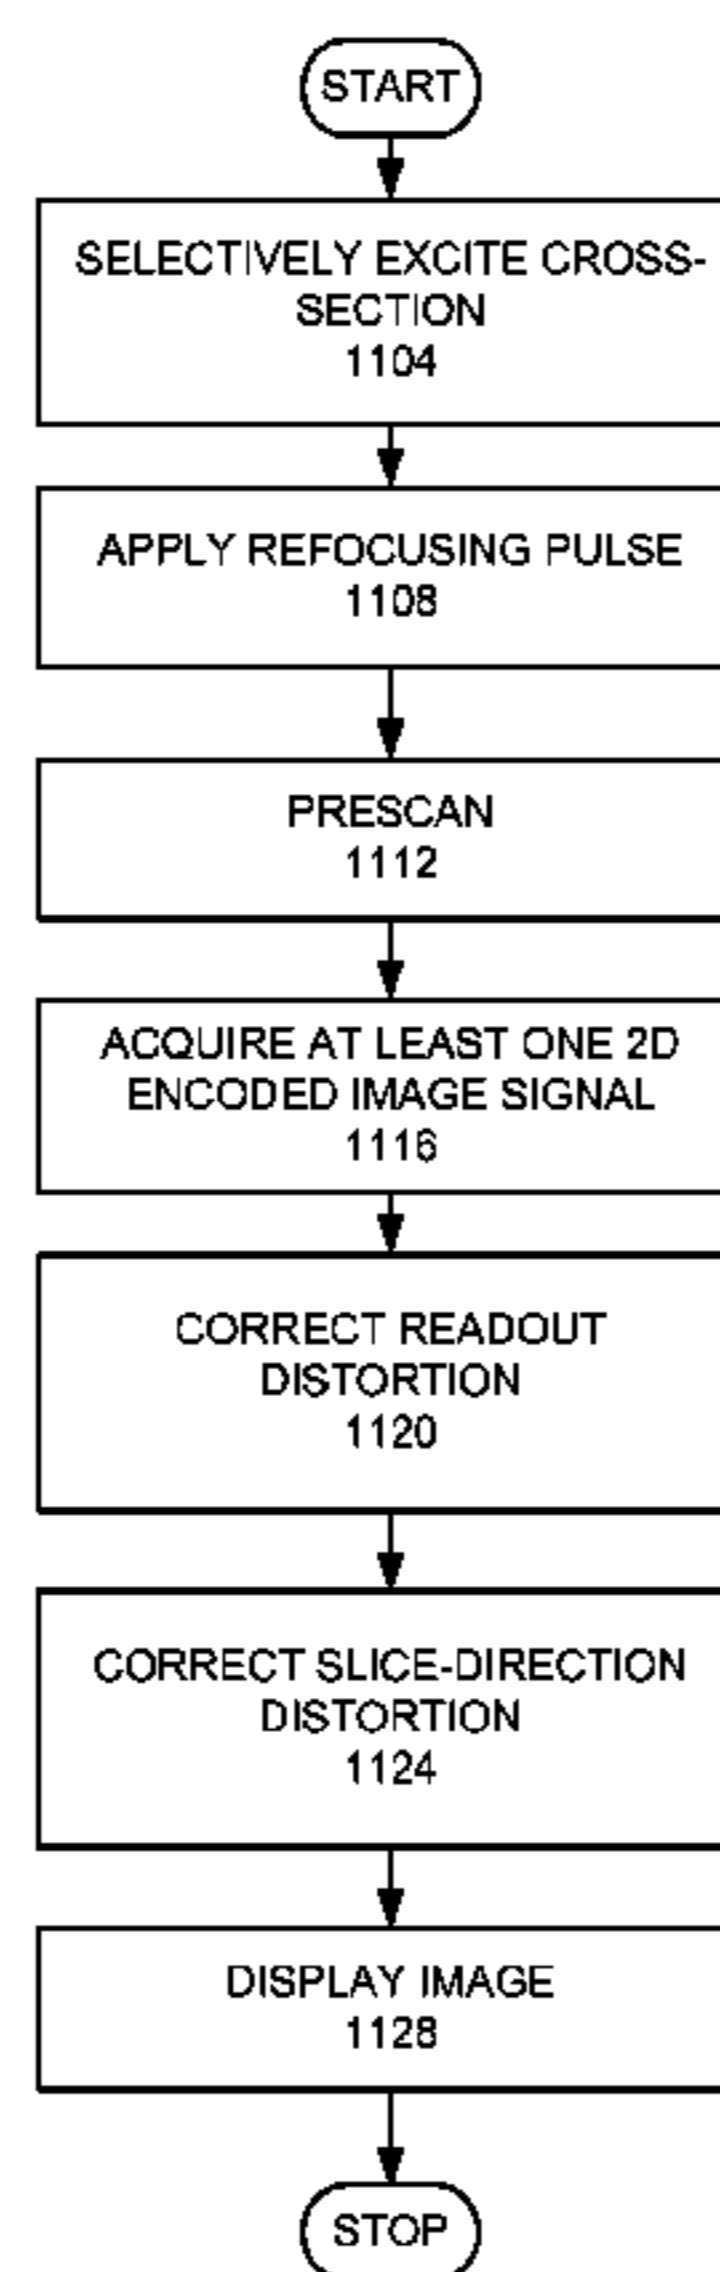 START
SELECTIVELY EXCITE CROSS-
SECTION
1104
APPLY REFOCUSING PULSE
1108
PRESCAN
1112
ACQUIRE AT LEAST ONE 2D
ENCODED IMAGE SIGNAL
1116
CORRECT READOUT
DISTORTION
1120
CORRECT SLICE-DIRECTION
DISTORTION
1124
DISPLAY IMAGE
1128
STOP